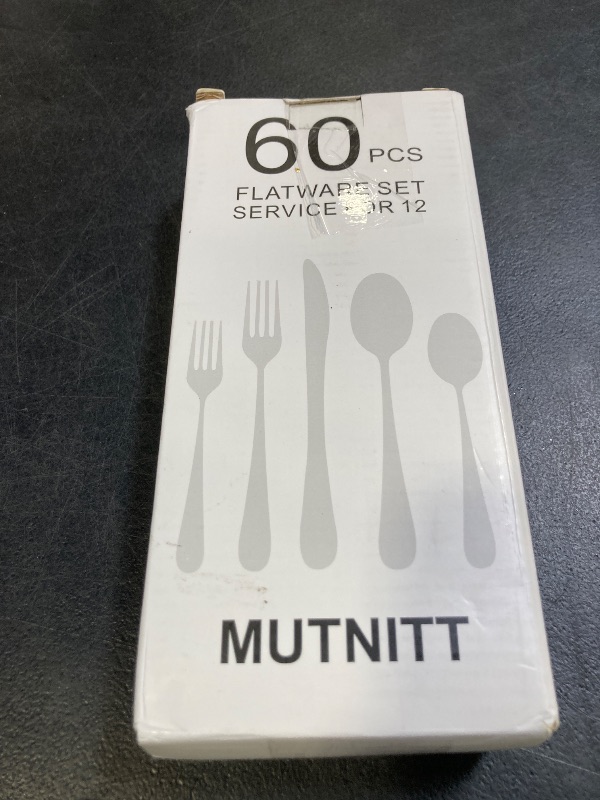 60 PCS
FLATWARE SET
SERVICE FOR 12
MUTNITT